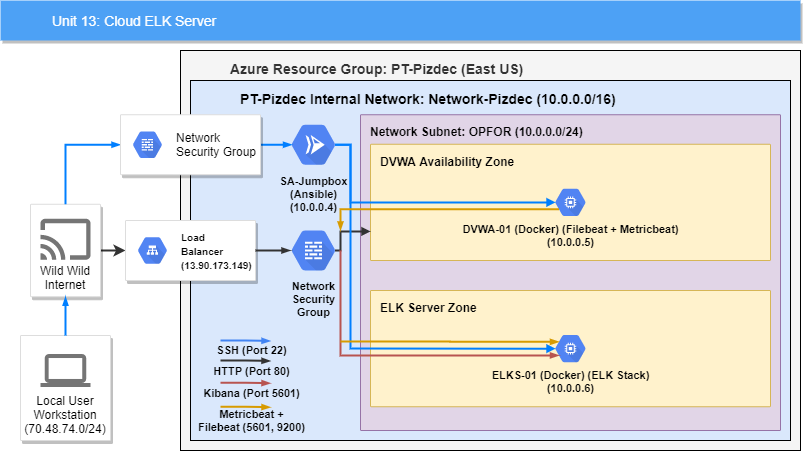 Unit 13: Cloud ELK Server
Azure Resource Group: PT-Pizdec (East US)
PT-Pizdec Internal Network: Network-Pizdec (10.0.0.0/16)
Network
Security Group
SA-Jumpbox
(Ansible)
(10.0.0.4)
Network Subnet: OPFOR (10.0.0.0/24)
DVWA Availability Zone
DVWA-01 (Docker) (Filebeat + Metricbeat)
(10.0.0.5)
Wild Wild
Internet
Load
Balancer
(13.90.173.149)
Network
Security
Group
ELK Server Zone
ELKS-01 (Docker) (ELK Stack)
(10.0.0.6)
SSH (Port 22)
HTTP (Port 80)
Kibana (Port 5601)
Metricbeat +
Filebeat (5601, 9200)
Local User
Workstation
(70.48.74.0/24)